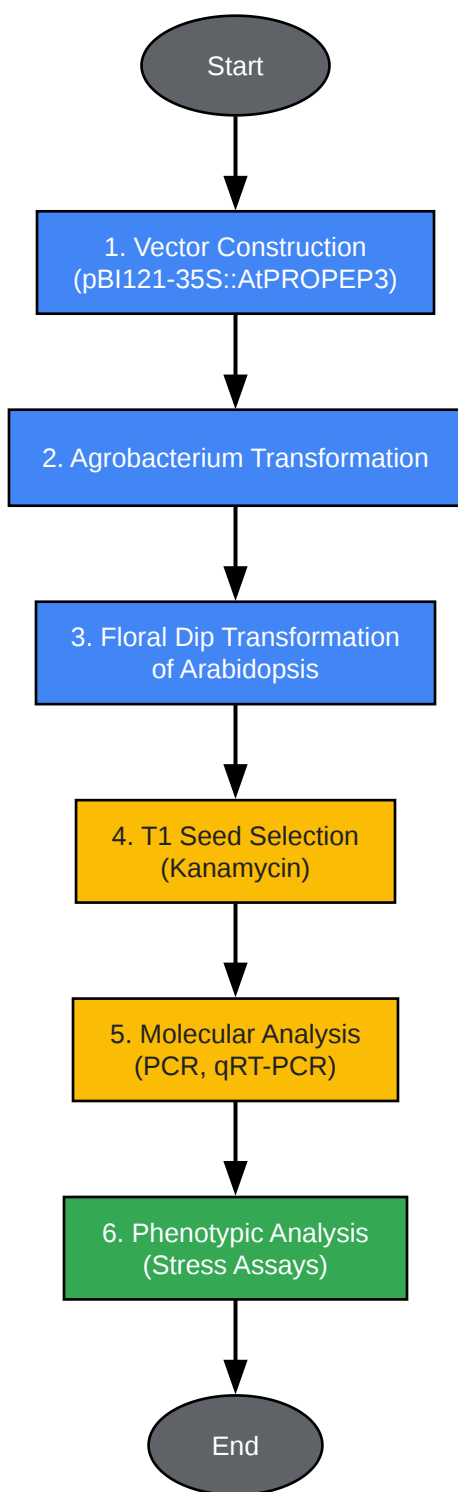 Start
1. Vector Construction
(pBI121-35S::AtPROPEP3)
2. Agrobacterium Transformation
3. Floral Dip Transformation
of Arabidopsis
4. T1 Seed Selection
(Kanamycin)
5. Molecular Analysis
(PCR, qRT-PCR)
6. Phenotypic Analysis
(Stress Assays)
End